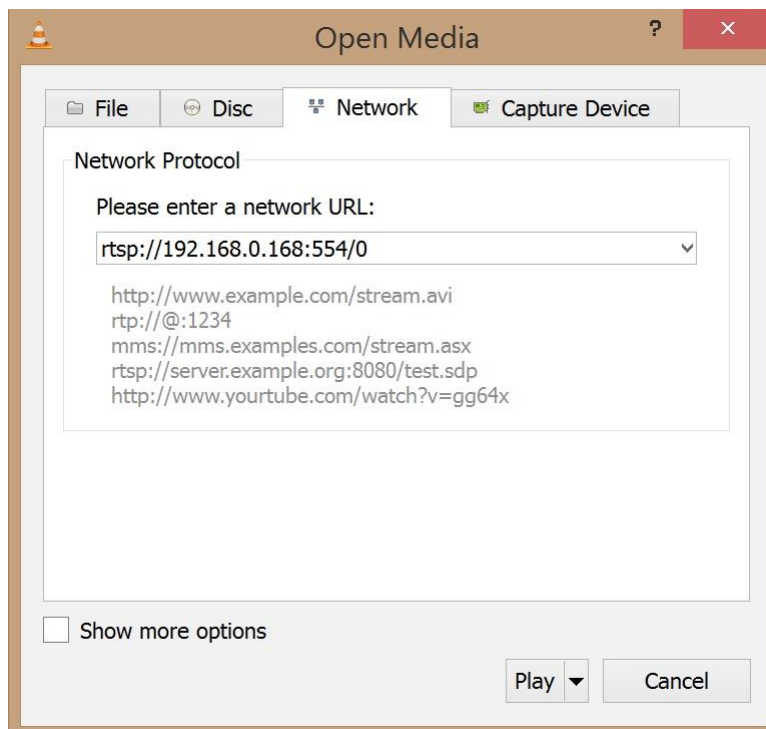 Open Media
?
File Disc Network Capture Device
Network Protocol
Please enter a network URL:
rtsp://192.168.0.168:554/0
http://www.example.com/stream.avi
rtp://@:1234
mms://mms.examples.com/stream.asx
rtsp://server.example.org:8080/test.sdp
http://www.yourtube.com/watch?v=gg64x
Show more options
Play Cancel